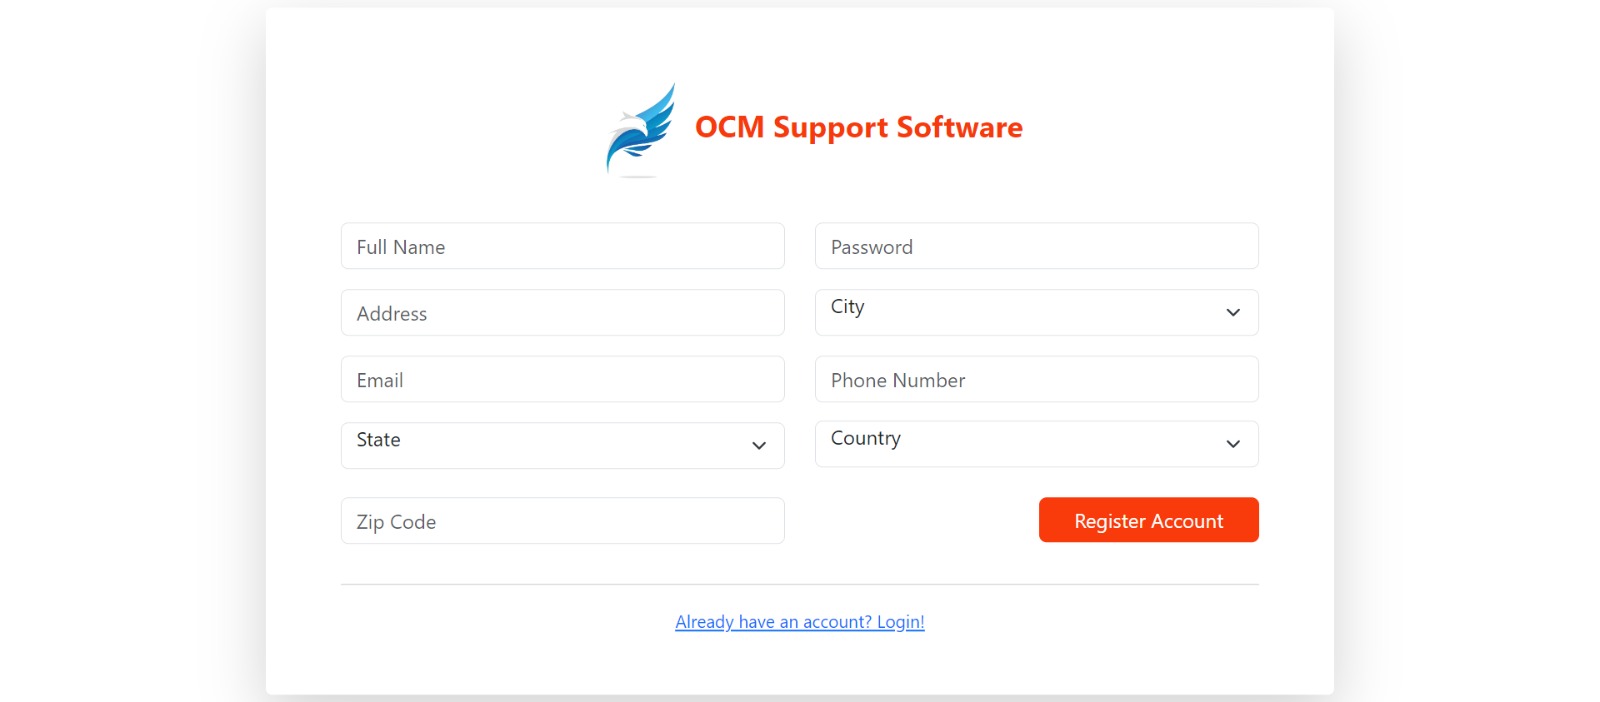 OCM Support Software
Full Name
Password
Address
City
Email
Phone Number
State
Country
Zip Code
Register Account
Already have an account? Login!